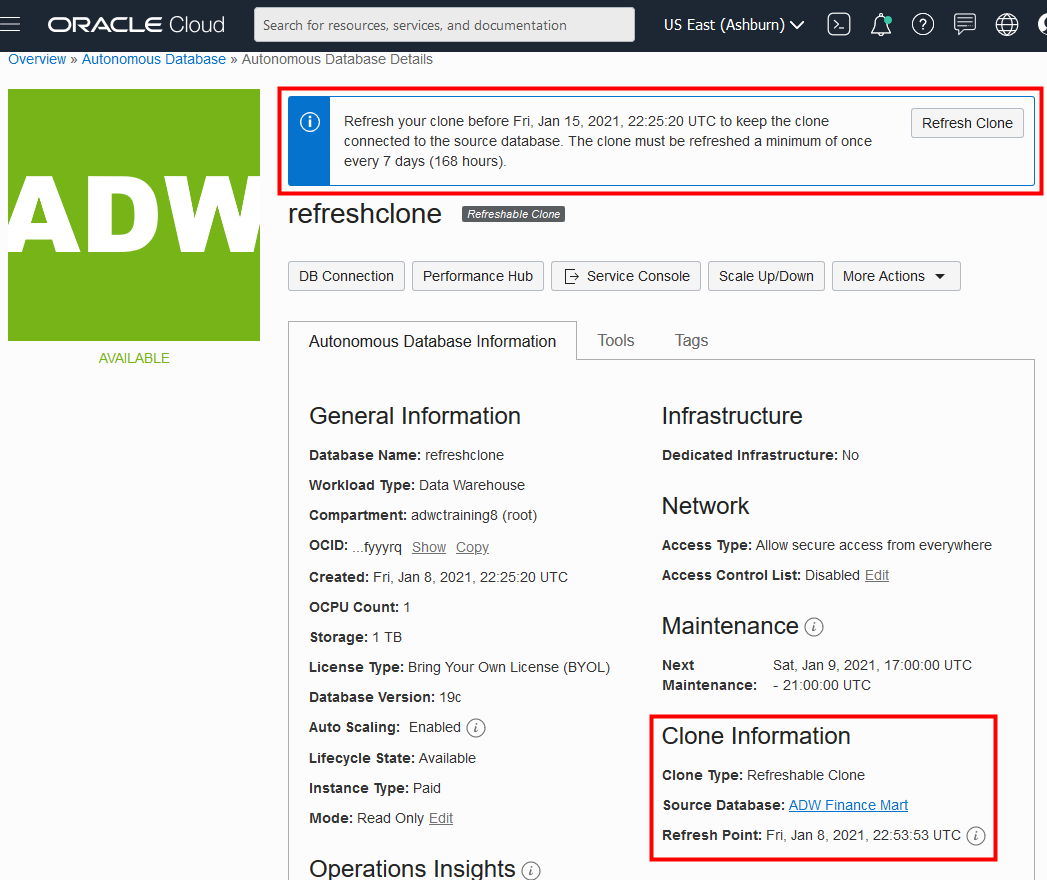 ORACLE Cloud
Search for resources, services, and documentation
US East (Ashburn)
Overview » Autonomous Database » Autonomous Database Details
ADW
AVAILABLE
Refresh your clone before Fri, Jan 15, 2021, 22:25:20 UTC to keep the clone
connected to the source database. The clone must be refreshed a minimum of once
every 7 days (168 hours).
Refresh Clone
refreshclone
Refreshable Clone
DB Connection
Performance Hub
Service Console
Scale Up/Down
More Actions
Autonomous Database Information
Tools
Tags
General Information
Database Name: refreshclone
Workload Type: Data Warehouse
Compartment: adwctraining8 (root)
OCID: ...fyyyrq Show Copy
Created: Fri, Jan 8, 2021, 22:25:20 UTC
OCPU Count: 1
Storage: 1 TB
License Type: Bring Your Own License (BYOL)
Database Version: 19c
Auto Scaling: Enabled
Lifecycle State: Available
Instance Type: Paid
Mode: Read Only Edit
Operations Insights
Infrastructure
Dedicated Infrastructure: No
Network
Access Type: Allow secure access from everywhere
Access Control List: Disabled Edit
Maintenance
Next Sat, Jan 9, 2021, 17:00:00 UTC
Maintenance: - 21:00:00 UTC
Clone Information
Clone Type: Refreshable Clone
Source Database: ADW Finance Mart
Refresh Point: Fri, Jan 8, 2021, 22:53:53 UTC